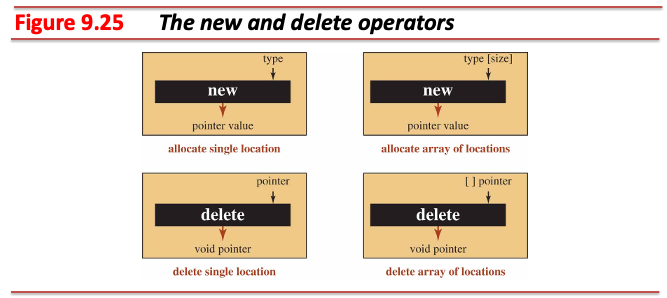 Figure 9.25 The new and delete operators
type
new
pointer value
allocate single location
type [size]
new
pointer value
allocate array of locations
pointer
delete
void pointer
delete single location
[ ] pointer
delete
void pointer
delete array of locations